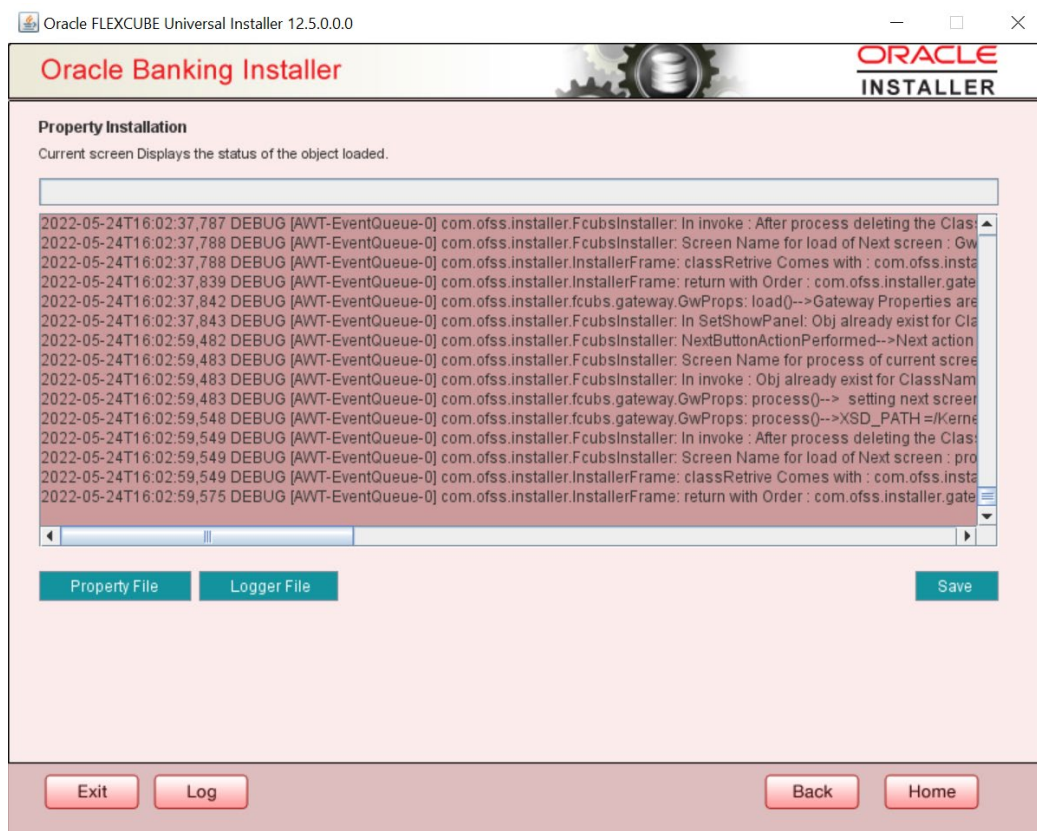 Oracle FLEXCUBE Universal Installer 12.5.0.0.0
Oracle Banking Installer
ORACLE
INSTALLER
Property Installation
Current screen Displays the status of the object loaded.
2022-05-24T16:02:37,787 DEBUG [AWT-EventQueue-0] com.ofss.installer.FcubsInstaller: In invoke : After process deleting the Clas
2022-05-24T16:02:37,788 DEBUG [AWT-EventQueue-0] com.ofss.installer.FcubsInstaller: Screen Name for load of Next screen : Gw
2022-05-24T16:02:37,788 DEBUG [AWT-EventQueue-0] com.ofss.installer.InstallerFrame: classRetrive Comes with : com.ofss.insta
2022-05-24T16:02:37,839 DEBUG [AWT-EventQueue-0] com.ofss.installer.InstallerFrame: return with Order : com.ofss.installer.gate
2022-05-24T16:02:37,842 DEBUG [AWT-EventQueue-0] com.ofss.installer.fcubs.gateway.GwProps: load()-->Gateway Properties are
2022-05-24T16:02:37,843 DEBUG [AWT-EventQueue-0] com.ofss.installer.FcubsInstaller: In SetShowPanel: Obj already exist for Cla
2022-05-24T16:02:59,482 DEBUG [AWT-EventQueue-0] com.ofss.installer.FcubsInstaller: NextButtonActionPerformed-->Next action
2022-05-24T16:02:59,483 DEBUG [AWT-EventQueue-0] com.ofss.installer.FcubsInstaller: Screen Name for process of current scree
2022-05-24T16:02:59,483 DEBUG [AWT-EventQueue-0] com.ofss.installer.FcubsInstaller: In invoke : Obj already exist for ClassNam
2022-05-24T16:02:59,483 DEBUG [AWT-EventQueue-0] com.ofss.installer.fcubs.gateway.GwProps: process()--> setting next screen
2022-05-24T16:02:59,548 DEBUG [AWT-EventQueue-0] com.ofss.installer.fcubs.gateway.GwProps: process()-->XSD_PATH =/Kerne
2022-05-24T16:02:59,549 DEBUG [AWT-EventQueue-0] com.ofss.installer.FcubsInstaller: In invoke : After process deleting the Clas
2022-05-24T16:02:59,549 DEBUG [AWT-EventQueue-0] com.ofss.installer.FcubsInstaller: Screen Name for load of Next screen : pro
2022-05-24T16:02:59,549 DEBUG [AWT-EventQueue-0] com.ofss.installer.InstallerFrame: classRetrive Comes with : com.ofss.insta
2022-05-24T16:02:59,575 DEBUG [AWT-EventQueue-0] com.ofss.installer.InstallerFrame: return with Order : com.ofss.installer.gate
Property File Logger File Save
Exit Log Back Home